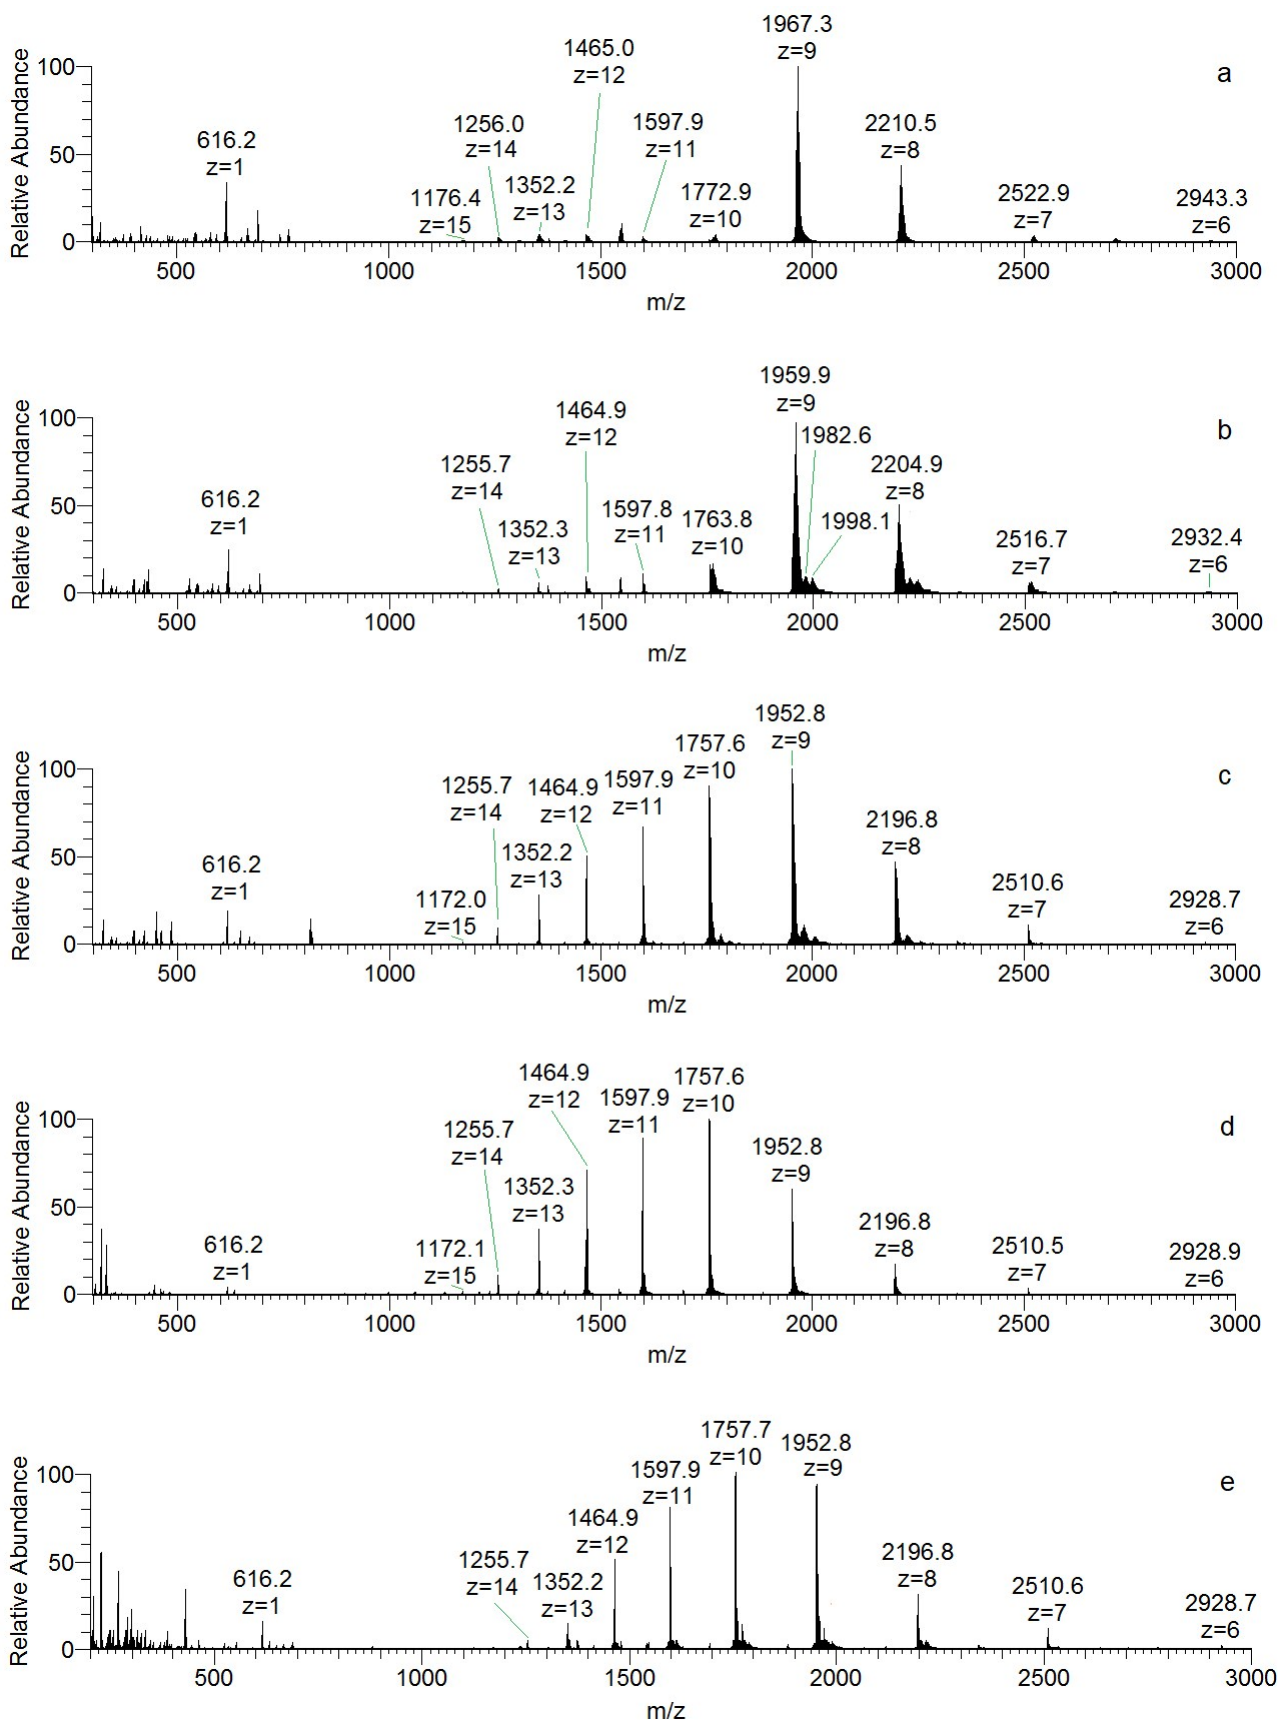 1967.3
z=9
1465.0
z=12
a
100
616.2
z=1
1256.0
z=14
1597.9
z=11
2210.5
z=8
50
1176.4
z=15
1352.2
z=13
1772.9
z=10
2522.9
z=7
2943.3
z=6
0
Relative Abundance
500 1000 1500 2000 2500 3000
m/z
1959.9
z=9
1464.9
z=12
1982.6
b
100
1255.7
z=14
2204.9
z=8
616.2
z=1
1352.3
z=13
1597.8
z=11
1763.8
z=10
1998.1
50
2516.7
z=7
2932.4
z=6
0
Relative Abundance
500 1000 1500 2000 2500 3000
m/z
1952.8
z=9
1757.6
z=10
c
100
1255.7
z=14
1464.9
z=12
1597.9
z=11
2196.8
z=8
616.2
z=1
1352.2
z=13
50
1172.0
z=15
2510.6
z=7
2928.7
z=6
0
Relative Abundance
500 1000 1500 2000 2500 3000
m/z
1464.9
z=12
1757.6
z=10
1597.9
z=11
d
100
1255.7
z=14
1952.8
z=9
1352.3
z=13
50
616.2
z=1
1172.1
z=15
2196.8
z=8
2510.5
z=7
2928.9
z=6
0
Relative Abundance
500 1000 1500 2000 2500 3000
m/z
1757.7
z=10
1952.8
z=9
1597.9
z=11
e
100
1464.9
z=12
50
616.2
z=1
1255.7
z=14
1352.2
z=13
2196.8
z=8
2510.6
z=7
2928.7
z=6
0
Relative Abundance
500 1000 1500 2000 2500 3000
m/z